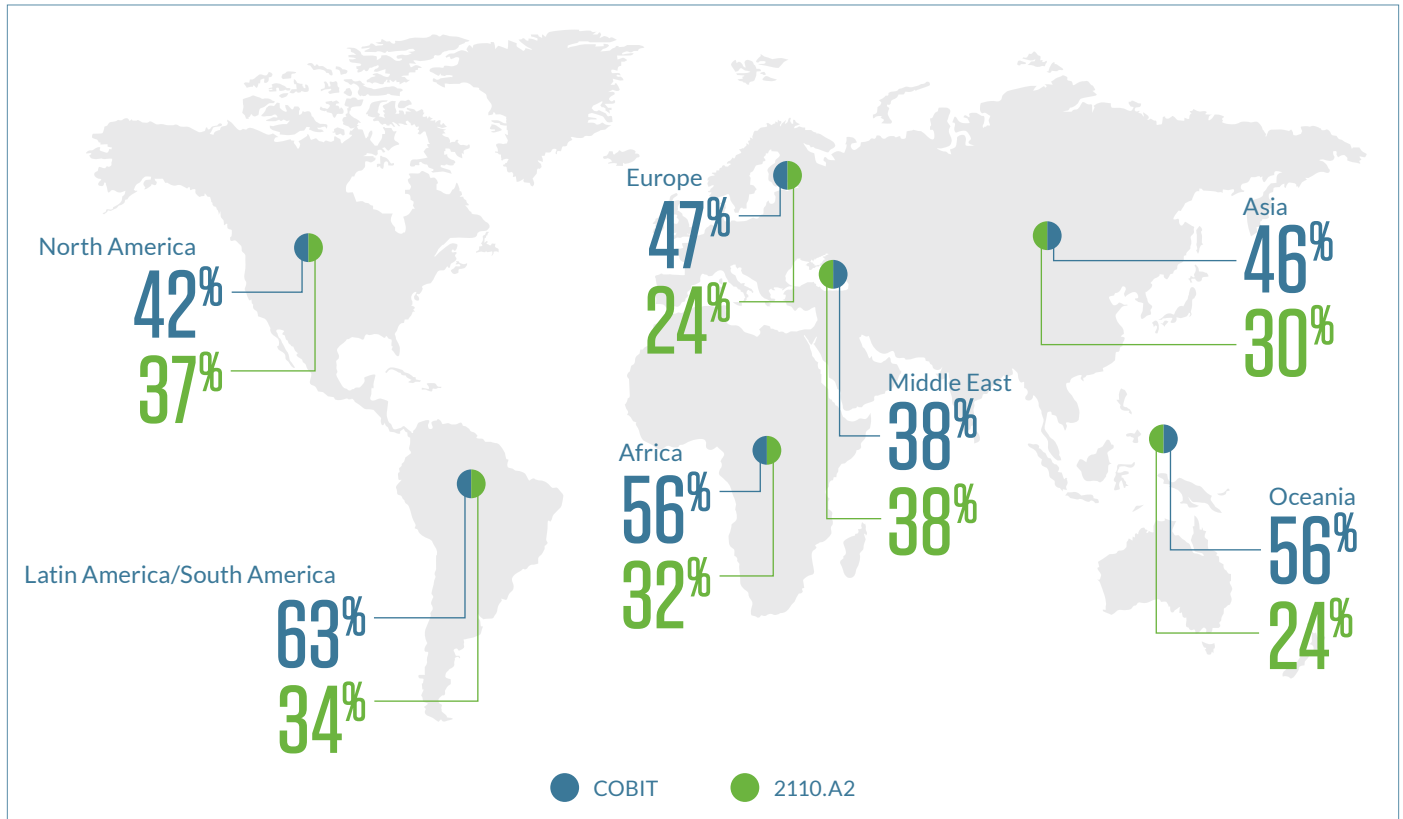 North America
42%
37%
Latin America/South America
63%
34%
Europe
47%
24%
Africa
56%
32%
Middle East
38%
38%
Asia
46%
30%
Oceania
56%
24%
COBIT
2110.A2